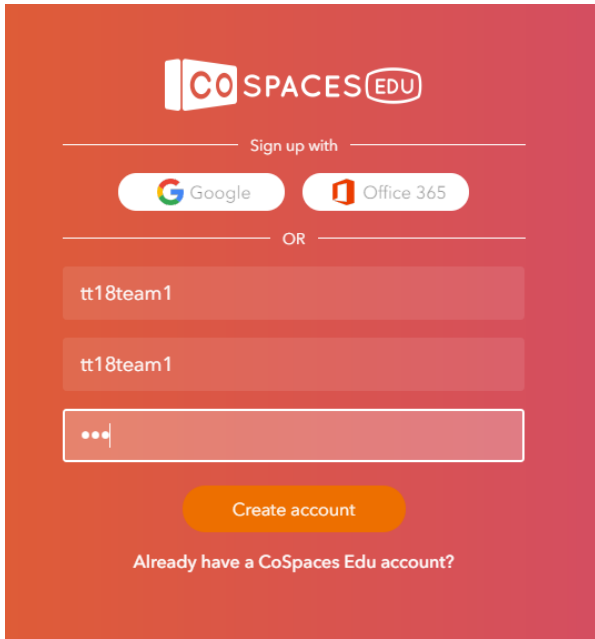 CO SPACES EDU
Sign up with
Google Office 365
OR
tt18team1
tt18team1
•••
Create account
Already have a CoSpaces Edu account?